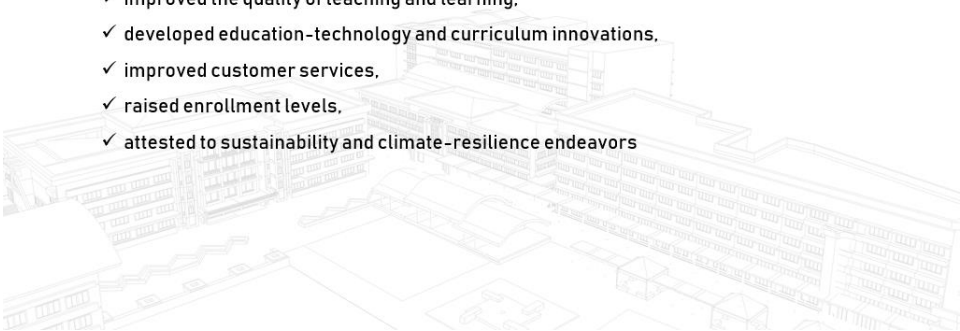 ✓ improved the quality of teaching and learning,
✓ developed education-technology and curriculum innovations,
✓ improved customer services,
✓ raised enrollment levels,
✓ attested to sustainability and climate-resilience endeavors